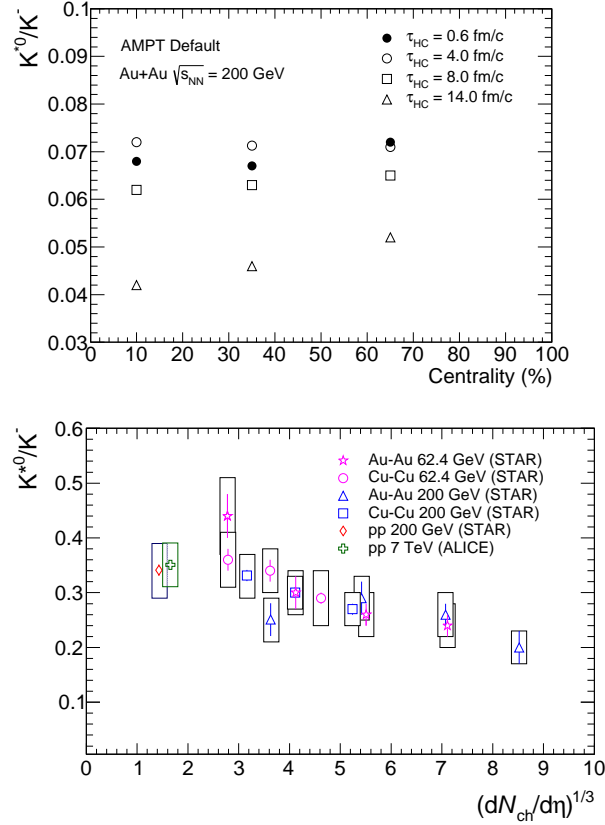 K*0/K-
0.1
0.09
0.08
0.07
0.06
0.05
0.04
0.03
AMPT Default
Au+Au √sNN = 200 GeV
τHC = 0.6 fm/c
τHC = 4.0 fm/c
τHC = 8.0 fm/c
τHC = 14.0 fm/c
0 10 20 30 40 50 60 70 80 90 100
Centrality (%)
K*0/K-
0.6
0.5
0.4
0.3
0.2
0.1
Au-Au 62.4 GeV (STAR)
Cu-Cu 62.4 GeV (STAR)
Au-Au 200 GeV (STAR)
Cu-Cu 200 GeV (STAR)
pp 200 GeV (STAR)
pp 7 TeV (ALICE)
0 1 2 3 4 5 6 7 8 9 10
(dNch/dη)1/3